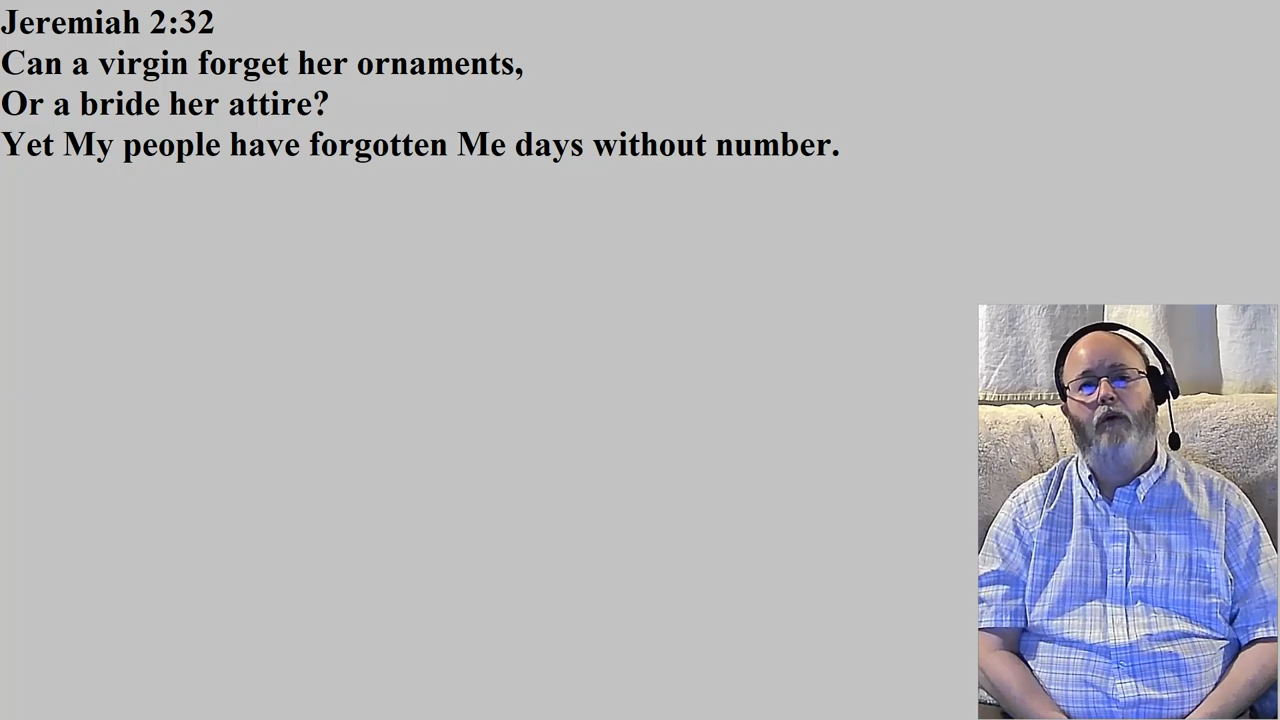 Jeremiah 2:32
Can a virgin forget her ornaments,
Or a bride her attire?
Yet My people have forgotten Me days without number.